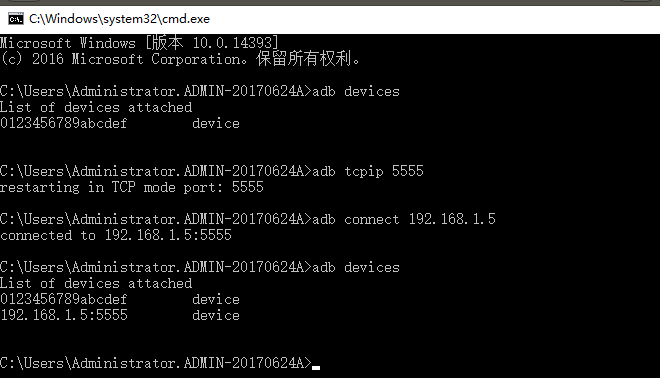 C:\Windows\system32\cmd.exe
Microsoft Windows [版本 10.0.14393]
(c) 2016 Microsoft Corporation。保留所有权利。
C:\Users\Administrator.ADMIN-20170624A>adb devices
List of devices attached
0123456789abcdef        device
C:\Users\Administrator.ADMIN-20170624A>adb tcpip 5555
restarting in TCP mode port: 5555
C:\Users\Administrator.ADMIN-20170624A>adb connect 192.168.1.5
connected to 192.168.1.5:5555
C:\Users\Administrator.ADMIN-20170624A>adb devices
List of devices attached
0123456789abcdef        device
192.168.1.5:5555        device
C:\Users\Administrator.ADMIN-20170624A>